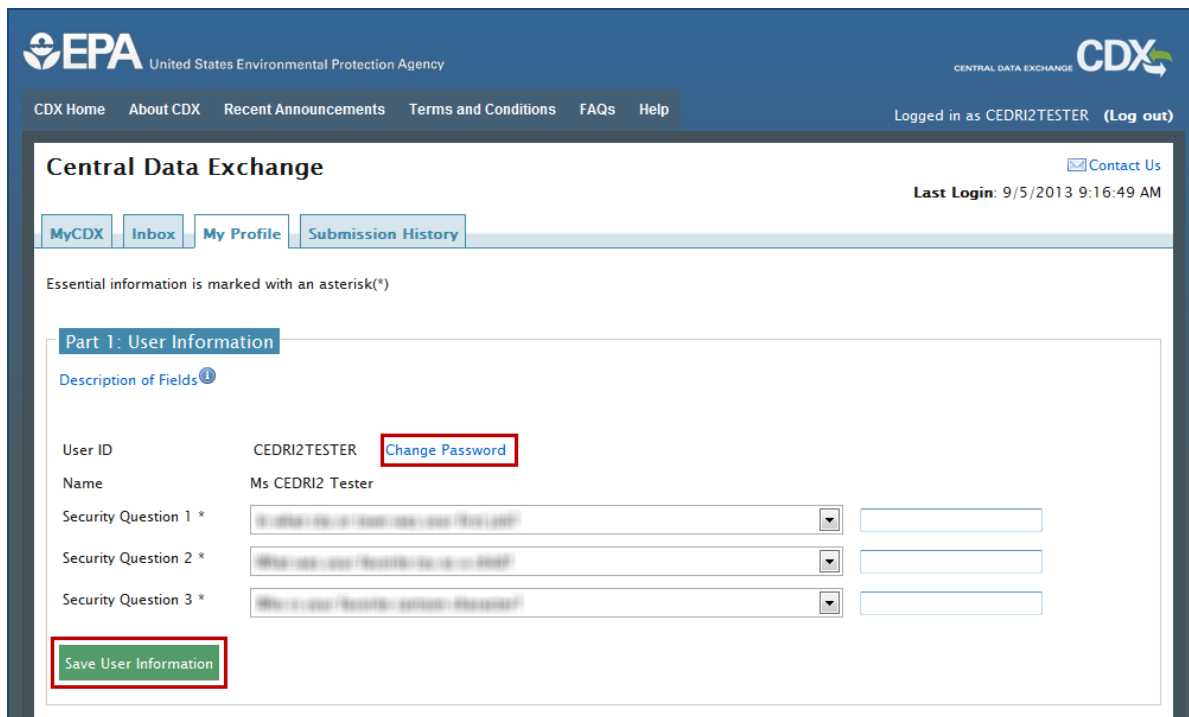 EPA United States Environmental Protection Agency
CENTRAL DATA EXCHANGE CDX
CDX Home About CDX Recent Announcements Terms and Conditions FAQs Help
Logged in as CEDRI2TESTER (Log out)
Central Data Exchange
Contact Us
Last Login: 9/5/2013 9:16:49 AM
MyCDX Inbox My Profile Submission History
Essential information is marked with an asterisk(*)
Part 1: User Information
Description of Fields
User ID CEDRI2TESTER Change Password
Name Ms CEDRI2 Tester
Security Question 1 *
Security Question 2 *
Security Question 3 *
Save User Information